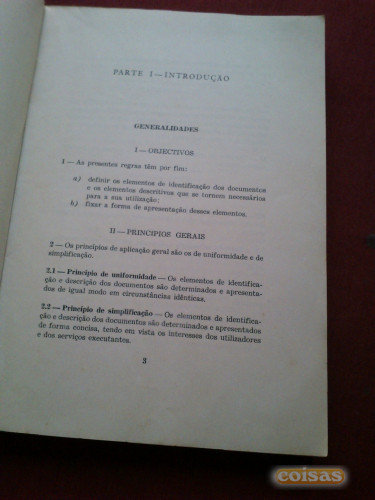 PARTE I — INTRODUÇÃO
GENERALIDADES
I — OBJECTIVOS
1 — As presentes regras têm por fim:
a) definir os elementos de identificação dos documentos
e os elementos descritivos que se tornem necessários
para a sua utilização;
b) fixar a forma de apresentação desses elementos.
II — PRINCÍPIOS GERAIS
2 — Os princípios de aplicação geral são os de uniformidade e de
simplificação.
2.1 — Princípio de uniformidade — Os elementos de identifica-
ção e descrição dos documentos são determinados e apresenta-
dos de igual modo em circunstâncias idênticas.
2.2 — Princípio de simplificação — Os elementos de identifica-
ção e descrição dos documentos são determinados e apresentados
de forma concisa, tendo em vista os interesses dos utilizadores
e dos serviços executantes.
3
coisas